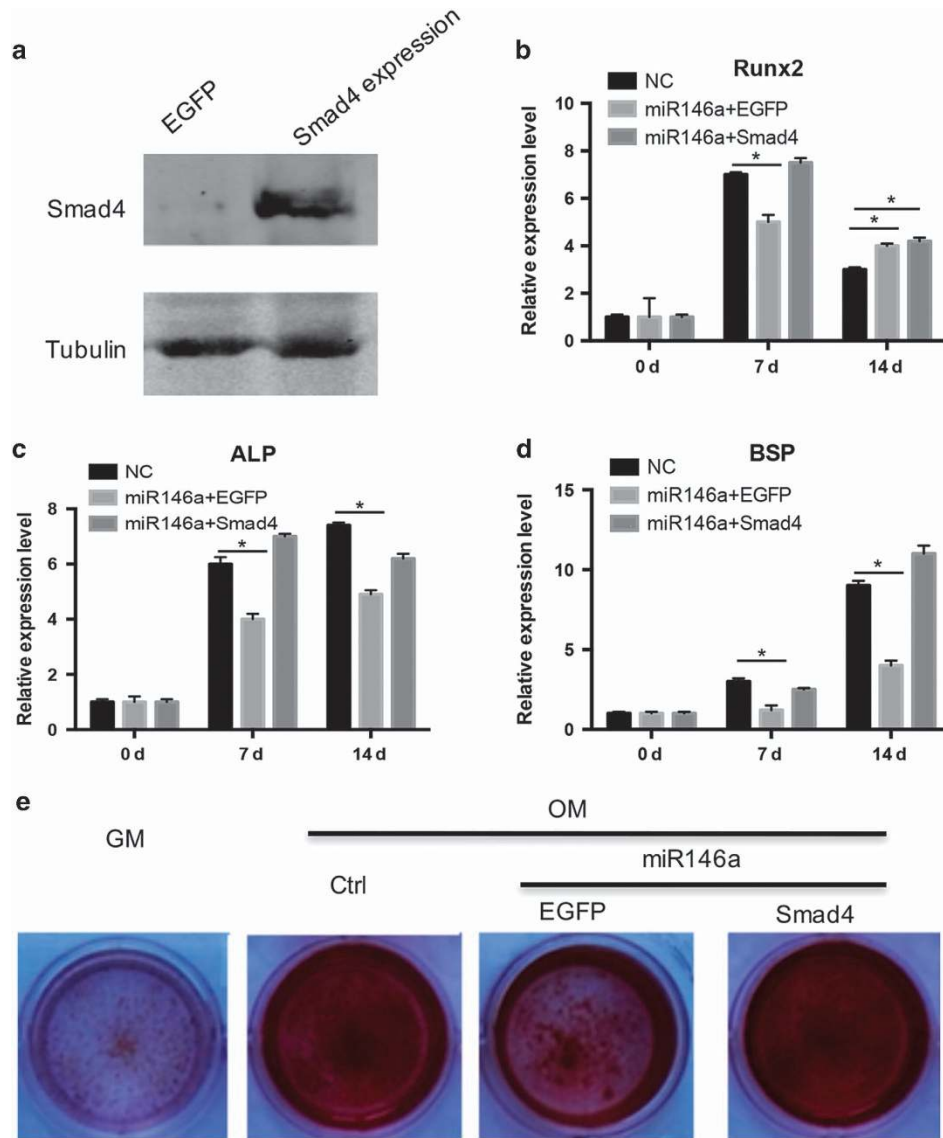 a
EGFP
Smad4 expression
Smad4
Tubulin
b
Runx2
NC
miR146a+EGFP
miR146a+Smad4
Relative expression level
10
8
6
4
2
0
*
*
*
0 d
7 d
14 d
c
ALP
NC
miR146a+EGFP
miR146a+Smad4
Relative expression level
8
6
4
2
0
*
*
0 d
7 d
14 d
d
BSP
NC
miR146a+EGFP
miR146a+Smad4
Relative expression level
15
10
5
0
*
*
0 d
7 d
14 d
e
GM
OM
Ctrl
miR146a
EGFP
Smad4